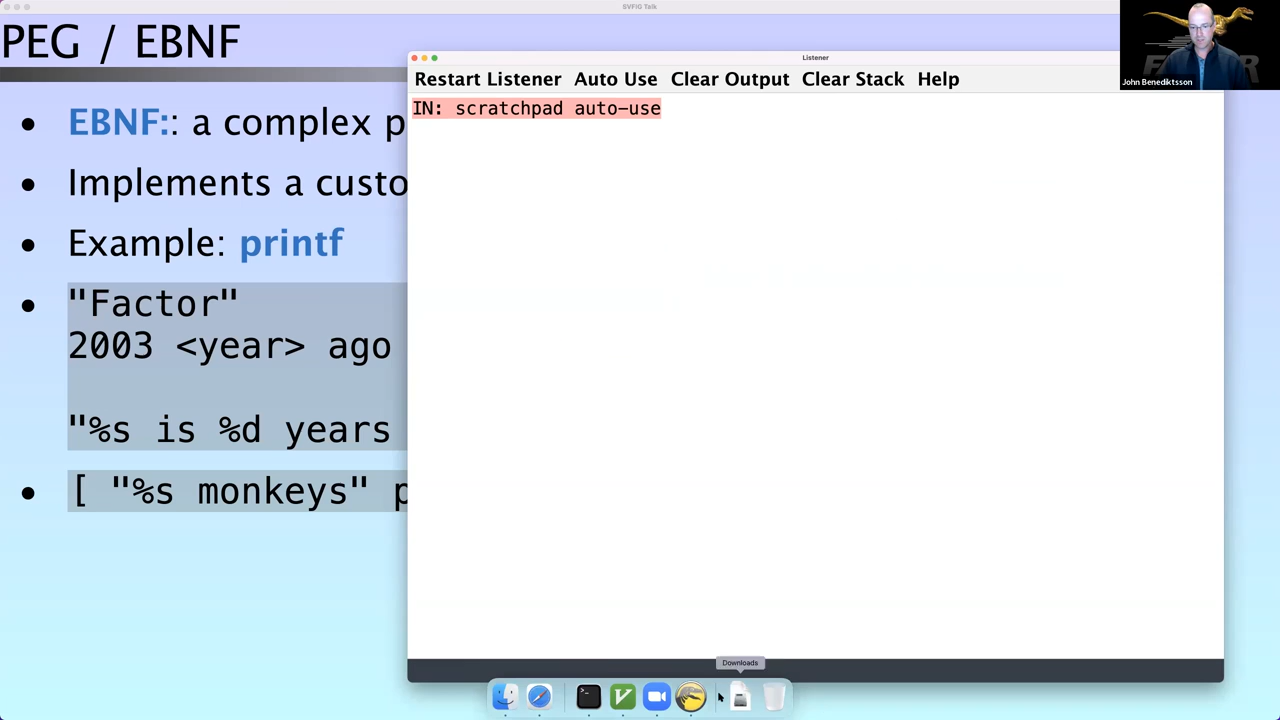 SVFIG Talk
PEG / EBNF
EBNF:: a complex p
Implements a custo
Example: printf
"Factor"
2003 <year> ago
"%s is %d years
[ "%s monkeys" p
Listener
Restart Listener Auto Use Clear Output Clear Stack Help
IN: scratchpad auto-use
John Benediktsson
Downloads